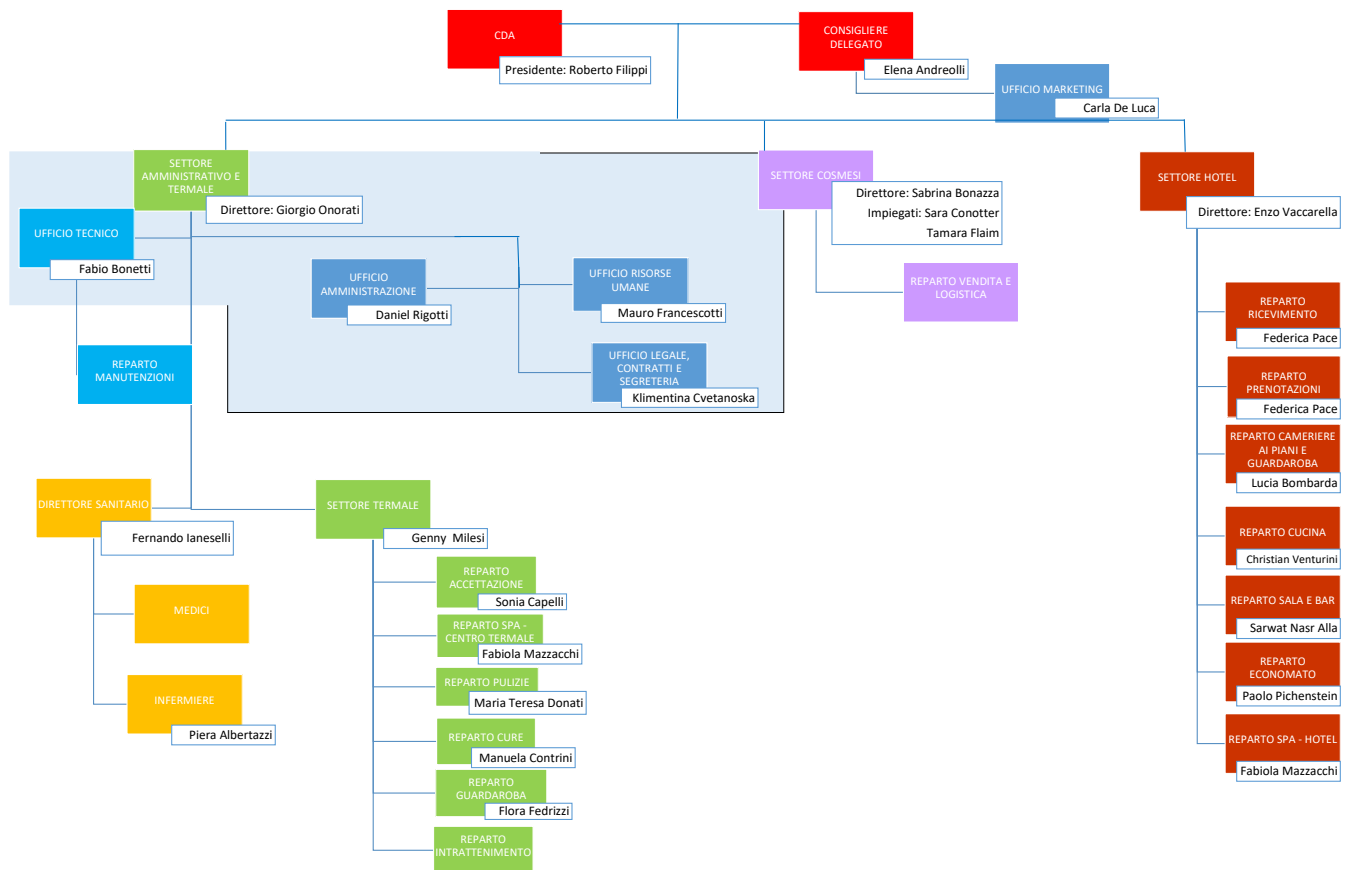 CDA
Presidente: Roberto Filippi
CONSIGLIERE
DELEGATO
Elena Andreolli
UFFICIO MARKETING
Carla De Luca
SETTORE
AMMINISTRATIVO E
TERMALE
Direttore: Giorgio Onorati
UFFICIO TECNICO
Fabio Bonetti
REPARTO
MANUTENZIONI
UFFICIO
AMMINISTRAZIONE
Daniel Rigotti
UFFICIO RISORSE
UMANE
Mauro Francescotti
UFFICIO LEGALE,
CONTRATTI E
SEGRETERIA
Klimentina Cvetanoska
SETTORE COSMESI
Direttore: Sabrina Bonazza
Impiegati: Sara Conotter
Tamara Flaim
REPARTO VENDITA E
LOGISTICA
SETTORE HOTEL
Direttore: Enzo Vaccarella
REPARTO
RICEVIMENTO
Federica Pace
REPARTO
PRENOTAZIONI
Federica Pace
REPARTO CAMERIERE
AI PIANI E
GUARDAROBA
Lucia Bombarda
REPARTO CUCINA
Christian Venturini
REPARTO SALA E BAR
Sarwat Nasr Alla
REPARTO
ECONOMATO
Paolo Pichenstein
REPARTO SPA - HOTEL
Fabiola Mazzacchi
DIRETTORE SANITARIO
Fernando Ianeselli
MEDICI
INFERMIERE
Piera Albertazzi
SETTORE TERMALE
Genny Milesi
REPARTO
ACCETTAZIONE
Sonia Capelli
REPARTO SPA -
CENTRO TERMALE
Fabiola Mazzacchi
REPARTO PULIZIE
Maria Teresa Donati
REPARTO CURE
Manuela Contrini
REPARTO
GUARDAROBA
Flora Fedrizzi
REPARTO
INTRATTENIMENTO